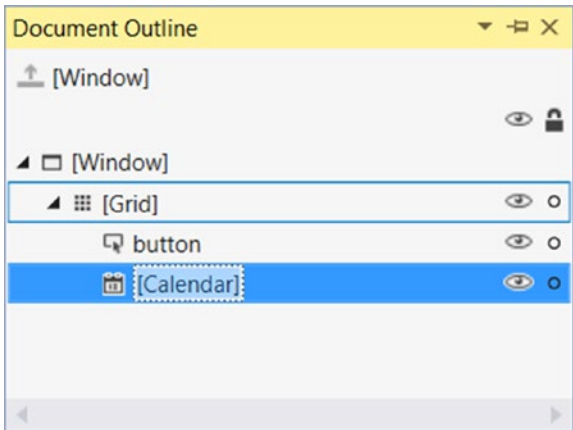 Document Outline
[Window]
[Window]
[Grid]
button
[Calendar]